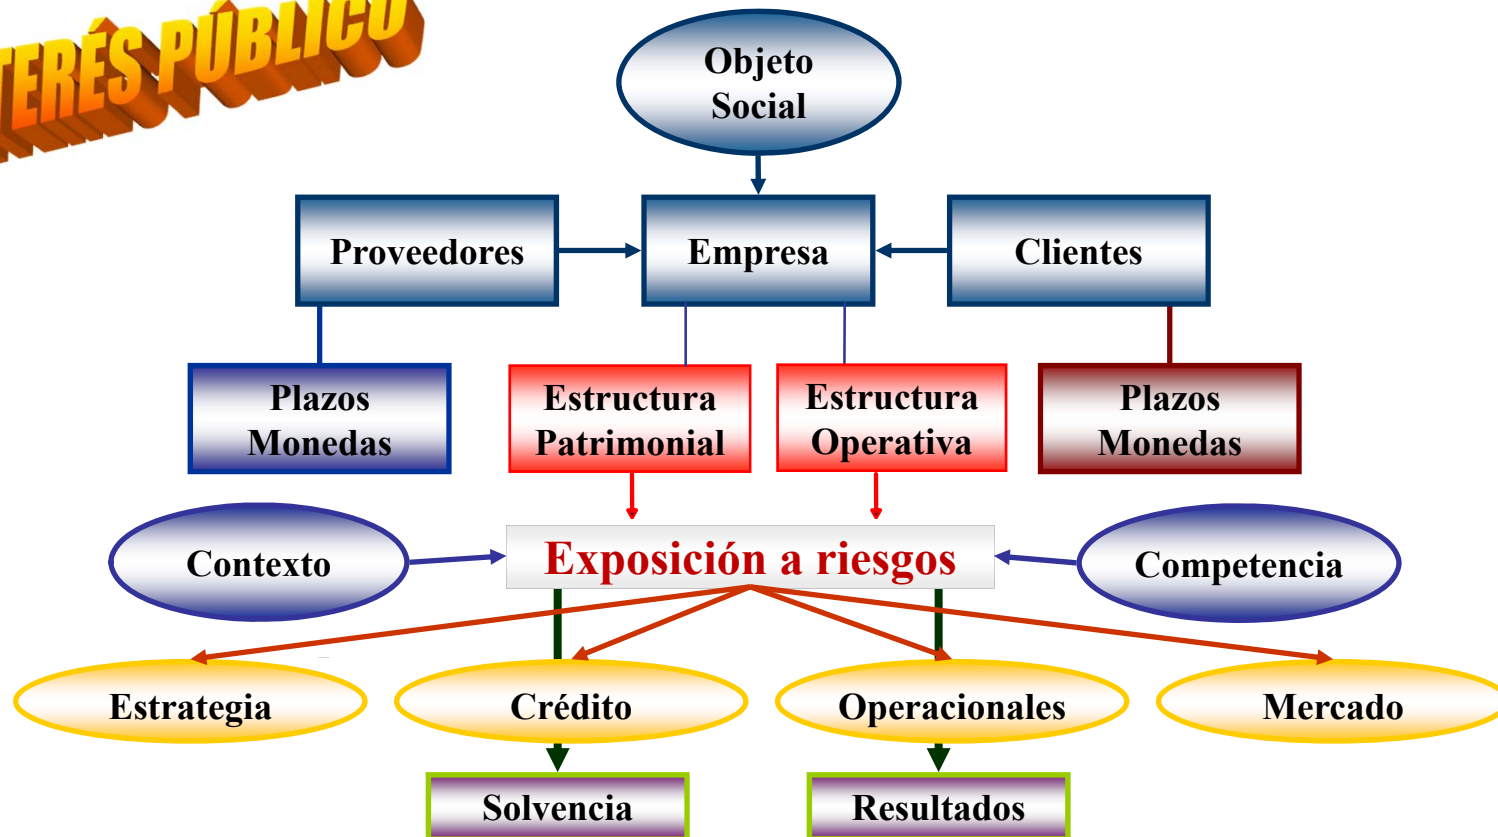 TERÉS PÚBLICO
Objeto
Social
Proveedores
Empresa
Clientes
Plazos
Monedas
Estructura
Patrimonial
Estructura
Operativa
Plazos
Monedas
Contexto
Exposición a riesgos
Competencia
Estrategia
Crédito
Operacionales
Mercado
Solvencia
Resultados